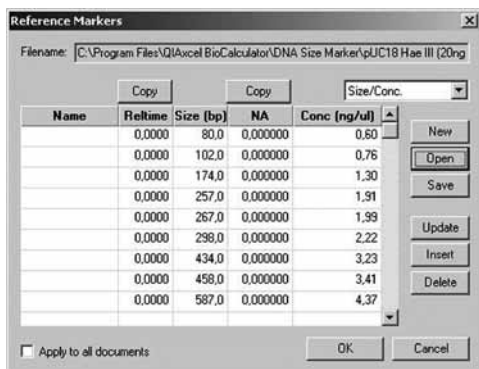 Reference Markers
Filename: C:\Program Files\QIAxcel BioCalculator\DNA Size Marker\pUC18 Hae III (20ng
Copy Copy Size/Conc.
Name Reltime Size (bp) NA Conc (ng/ul)
0,0000 80,0 0,000000 0,60
0,0000 102,0 0,000000 0,76
0,0000 174,0 0,000000 1,30
0,0000 257,0 0,000000 1,91
0,0000 267,0 0,000000 1,99
0,0000 298,0 0,000000 2,22
0,0000 434,0 0,000000 3,23
0,0000 458,0 0,000000 3,41
0,0000 587,0 0,000000 4,37
New
Open
Save
Update
Insert
Delete
Apply to all documents OK Cancel